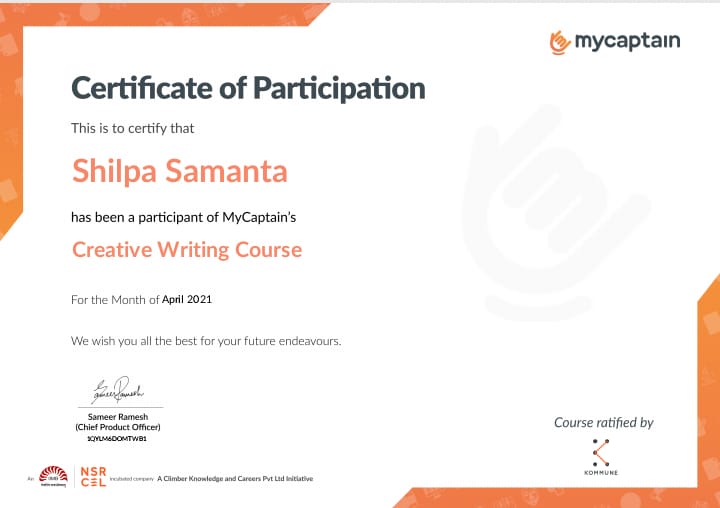 mycaptain
Certificate of Participation
This is to certify that
Shilpa Samanta
has been a participant of MyCaptain's
Creative Writing Course
For the Month of April 2021
We wish you all the best for your future endeavours.
Sameer Ramesh
Sameer Ramesh
(Chief Product Officer)
1QYLM6DOMTWB1
Course ratified by
KOMMUNE
An
NSR
CEL
Incubated company A Climber Knowledge and Careers Pvt Ltd Initiative